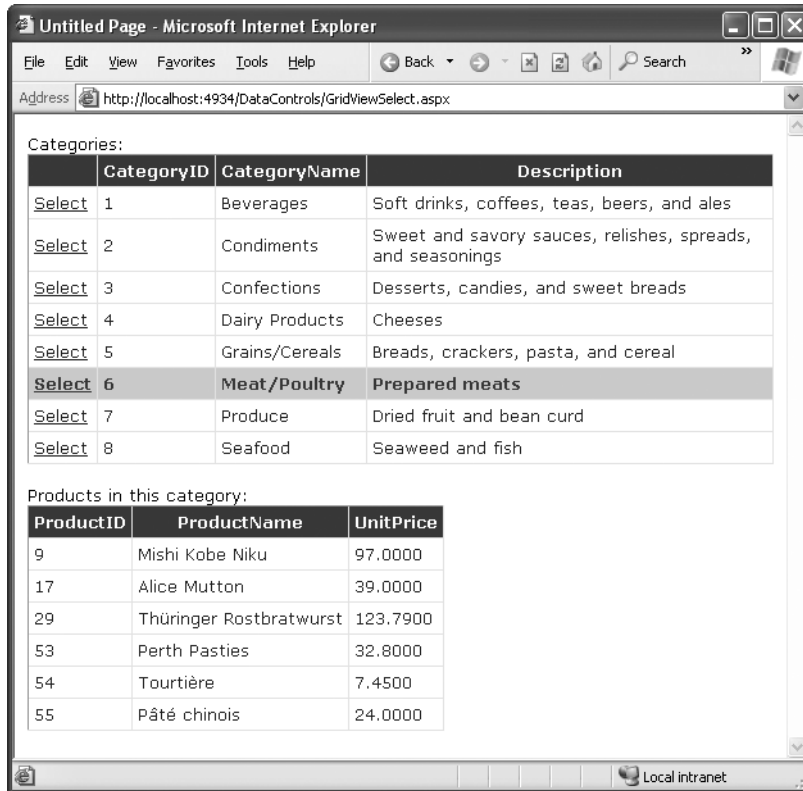 Untitled Page - Microsoft Internet Explorer
File Edit View Favorites Tools Help Back Search »
Address http://localhost:4934/DataControls/GridViewSelect.aspx
Categories:
CategoryID CategoryName Description
Select 1 Beverages Soft drinks, coffees, teas, beers, and ales
Select 2 Condiments Sweet and savory sauces, relishes, spreads,
and seasonings
Select 3 Confections Desserts, candies, and sweet breads
Select 4 Dairy Products Cheeses
Select 5 Grains/Cereals Breads, crackers, pasta, and cereal
Select 6 Meat/Poultry Prepared meats
Select 7 Produce Dried fruit and bean curd
Select 8 Seafood Seaweed and fish
Products in this category:
ProductID ProductName UnitPrice
9 Mishi Kobe Niku 97.0000
17 Alice Mutton 39.0000
29 Thüringer Rostbratwurst 123.7900
53 Perth Pasties 32.8000
54 Tourtière 7.4500
55 Pâté chinois 24.0000
Local intranet